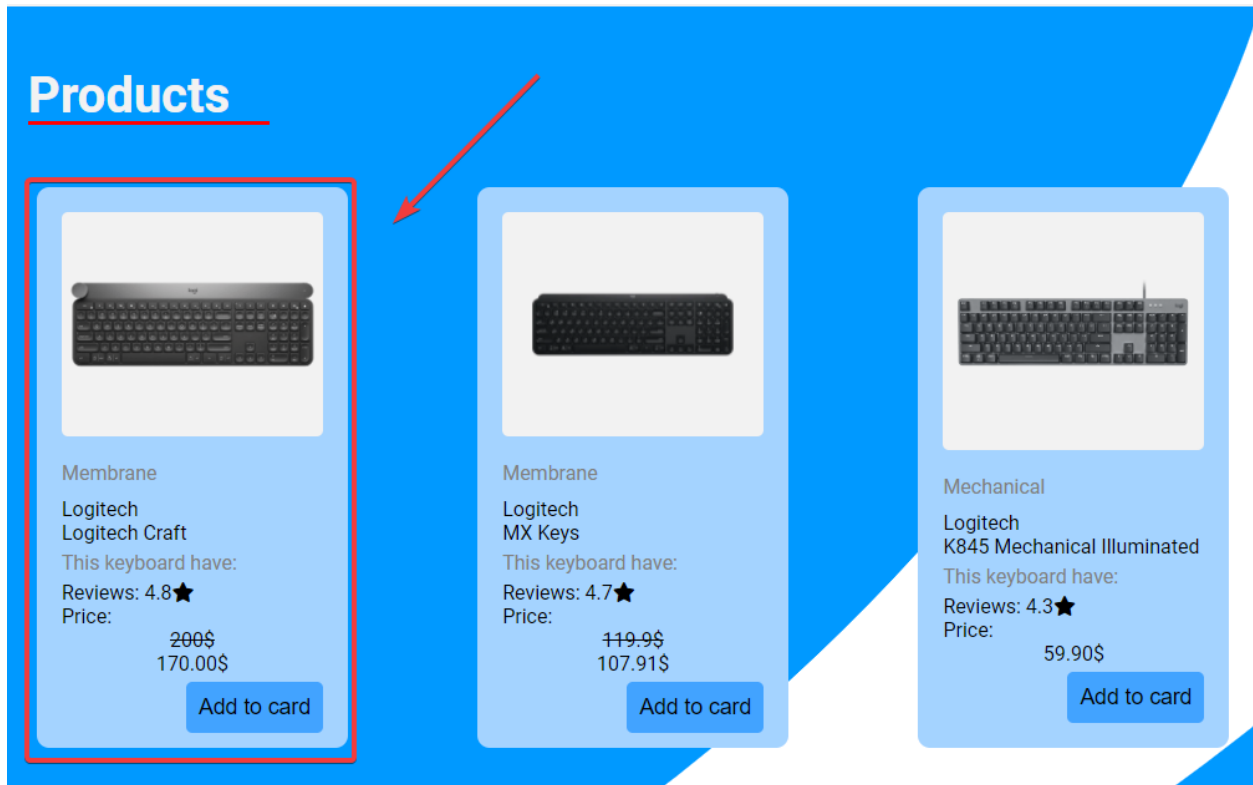 Products
Membrane
Logitech
Logitech Craft
This keyboard have:
Reviews: 4.8
Price:
200$
170.00$
Add to card
Membrane
Logitech
MX Keys
This keyboard have:
Reviews: 4.7
Price:
119.9$
107.91$
Add to card
Mechanical
Logitech
K845 Mechanical Illuminated
This keyboard have:
Reviews: 4.3
Price:
59.90$
Add to card